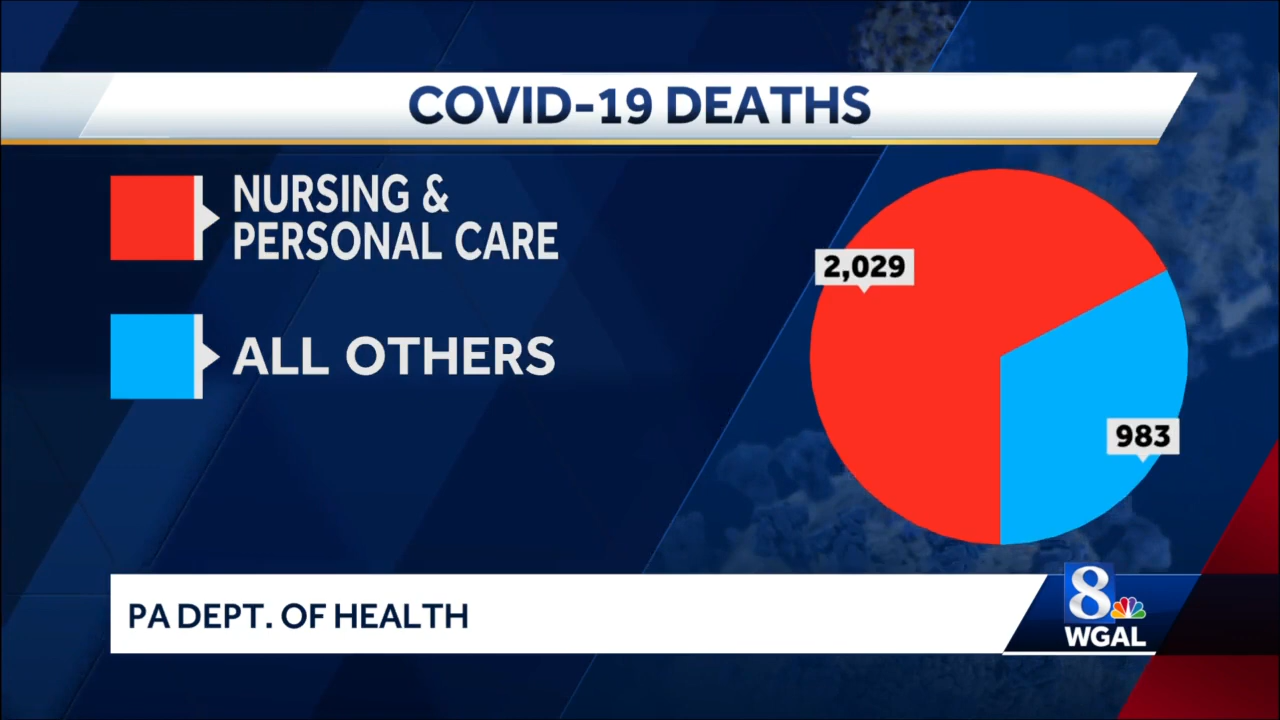 COVID-19 DEATHS
NURSING &
PERSONAL CARE
ALL OTHERS
2,029
983
PA DEPT. OF HEALTH
8
WGAL